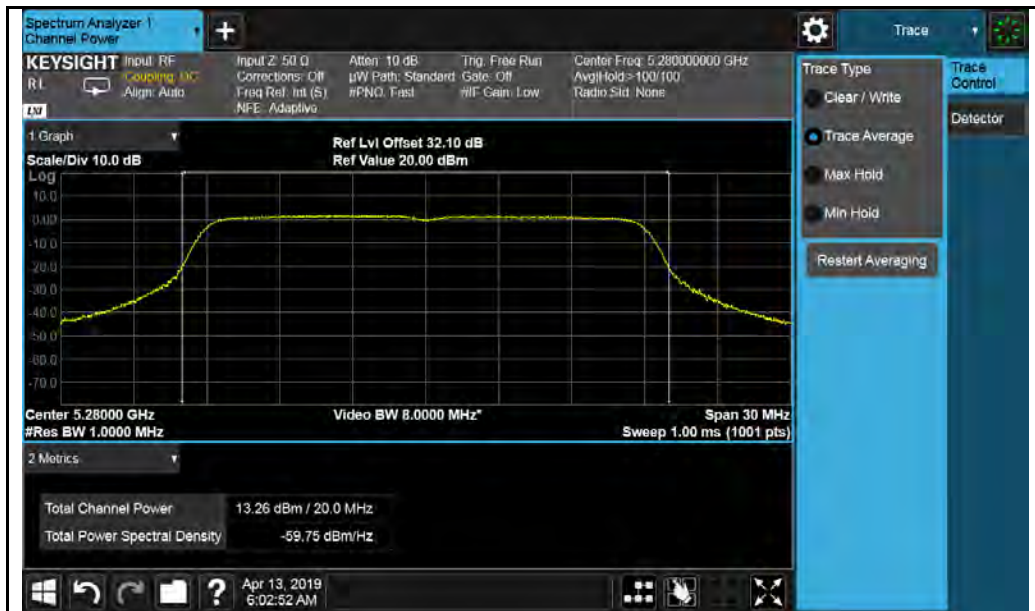 Spectrum Analyzer 1
Channel Power
Trace
KEYSIGHT Input: RF
Coupling: DC
Align: Auto
RL
LXI
Input Z: 50 Ω
Corrections: Off
Freq Ref: Int (S)
NFE: Adaptive
Atten: 10 dB
µW Path: Standard
#PNO: Fast
Trig: Free Run
Gate: Off
#IF Gain: Low
Center Freq: 5.280000000 GHz
Avg|Hold:>100/100
Radio Std: None
Trace Type
Clear / Write
Trace Average
Max Hold
Min Hold
Restart Averaging
Trace
Control
Detector
1 Graph
Scale/Div 10.0 dB
Ref Lvl Offset 32.10 dB
Ref Value 20.00 dBm
Log
10.0
0.00
-10.0
-20.0
-30.0
-40.0
-50.0
-60.0
-70.0
Center 5.28000 GHz
#Res BW 1.0000 MHz
Video BW 8.0000 MHz*
Span 30 MHz
Sweep 1.00 ms (1001 pts)
2 Metrics
Total Channel Power 13.26 dBm / 20.0 MHz
Total Power Spectral Density -59.75 dBm/Hz
Apr 13, 2019
6:02:52 AM